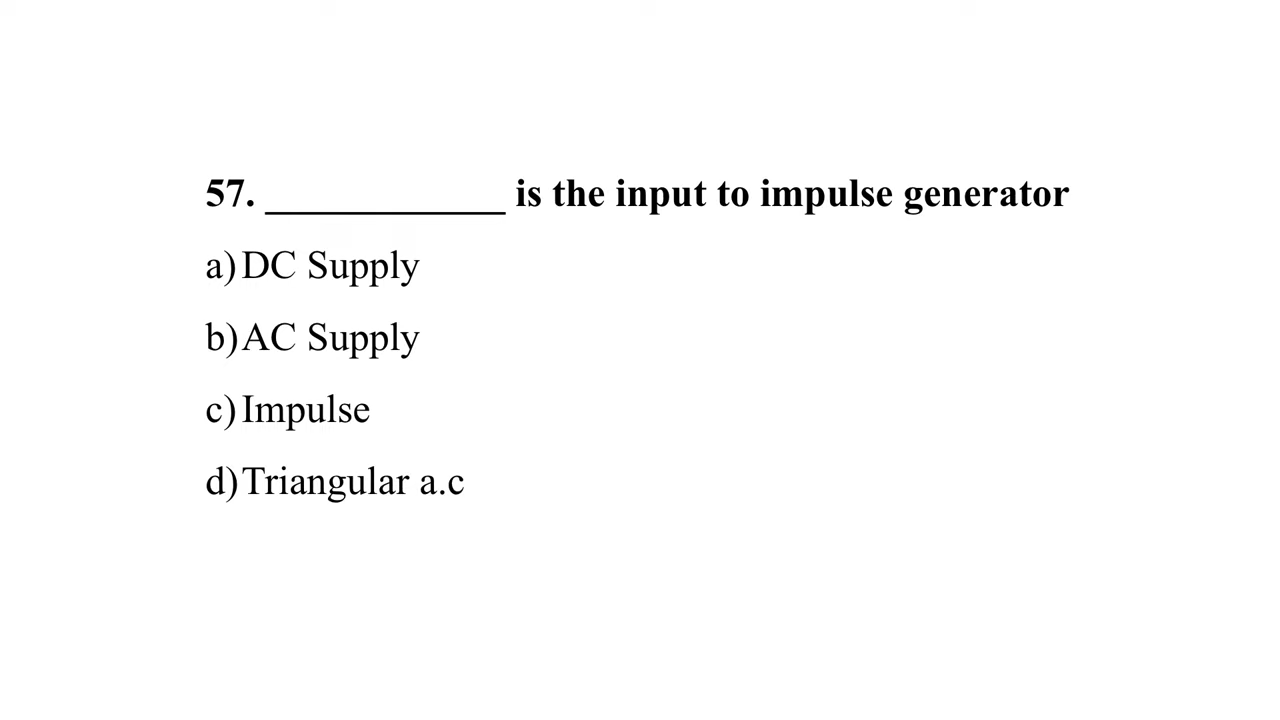 57. ____________ is the input to impulse generator
a) DC Supply
b) AC Supply
c) Impulse
d) Triangular a.c